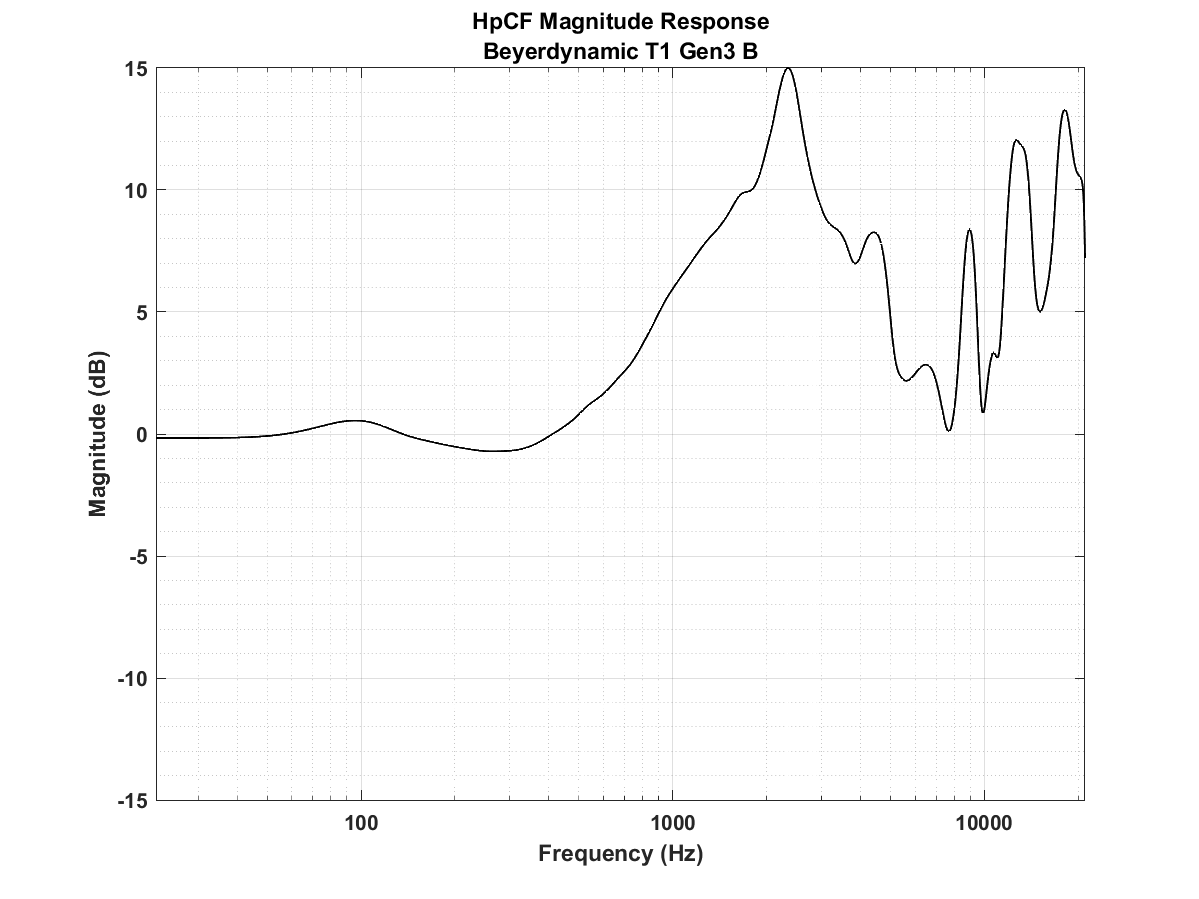 HpCF Magnitude Response
Beyerdynamic T1 Gen3 B
15
10
5
0
-5
-10
-15
Magnitude (dB)
100
1000
10000
Frequency (Hz)